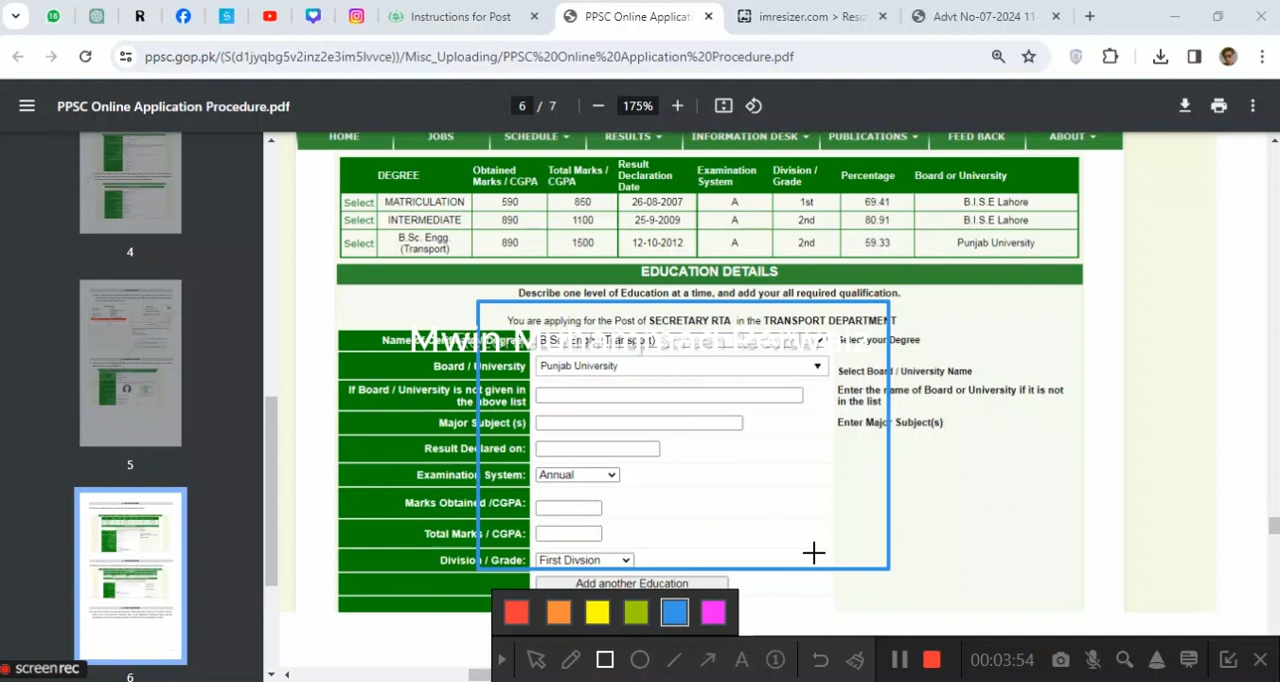 Instructions for Post
PPSC Online Applicat
imresizer.com > Resi
Advt No-07-2024 11-
ppsc.gop.pk/(S(d1jyqbg5v2inz2e3im5lvvce))/Misc_Uploading/PPSC%20Online%20Application%20Procedure.pdf
PPSC Online Application Procedure.pdf
6 / 7
175%
HOME JOBS SCHEDULE RESULTS INFORMATION DESK PUBLICATIONS FEED BACK ABOUT
DEGREE Obtained Marks / CGPA Total Marks / CGPA Result Declaration Date Examination System Division / Grade Percentage Board or University
Select MATRICULATION 590 850 26-08-2007 A 1st 69.41 B.I.S.E Lahore
Select INTERMEDIATE 890 1100 25-9-2009 A 2nd 80.91 B.I.S.E Lahore
Select B.Sc. Engg. (Transport) 890 1500 12-10-2012 A 2nd 59.33 Punjab University
EDUCATION DETAILS
Describe one level of Education at a time, and add your all required qualification.
You are applying for the Post of SECRETARY RTA in the TRANSPORT DEPARTMENT
Select your Degree
Board / University Punjab University Select Board / University Name
If Board / University is not given in the above list Enter the name of Board or University if it is not in the list
Major Subject (s) Enter Major Subject(s)
Result Declared on:
Examination System: Annual
Marks Obtained /CGPA:
Total Marks / CGPA:
Division / Grade: First Divsion
Add another Education
4
5
6
screenrec
00:03:54